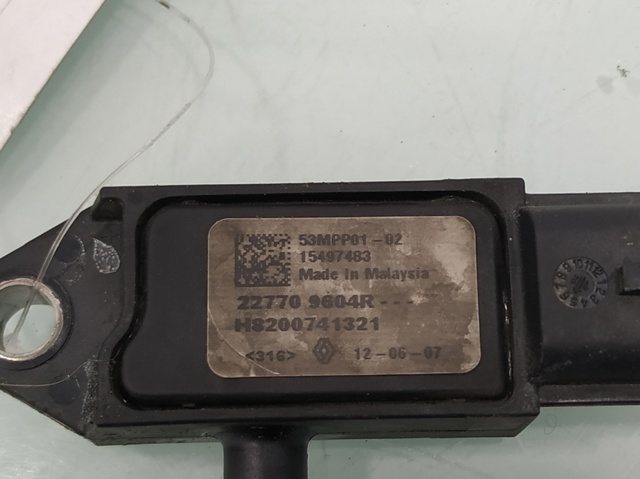 53MPP01-02
15497483
Made in Malaysia
22770 9604R---
H8200741321
<316> 12-06-07